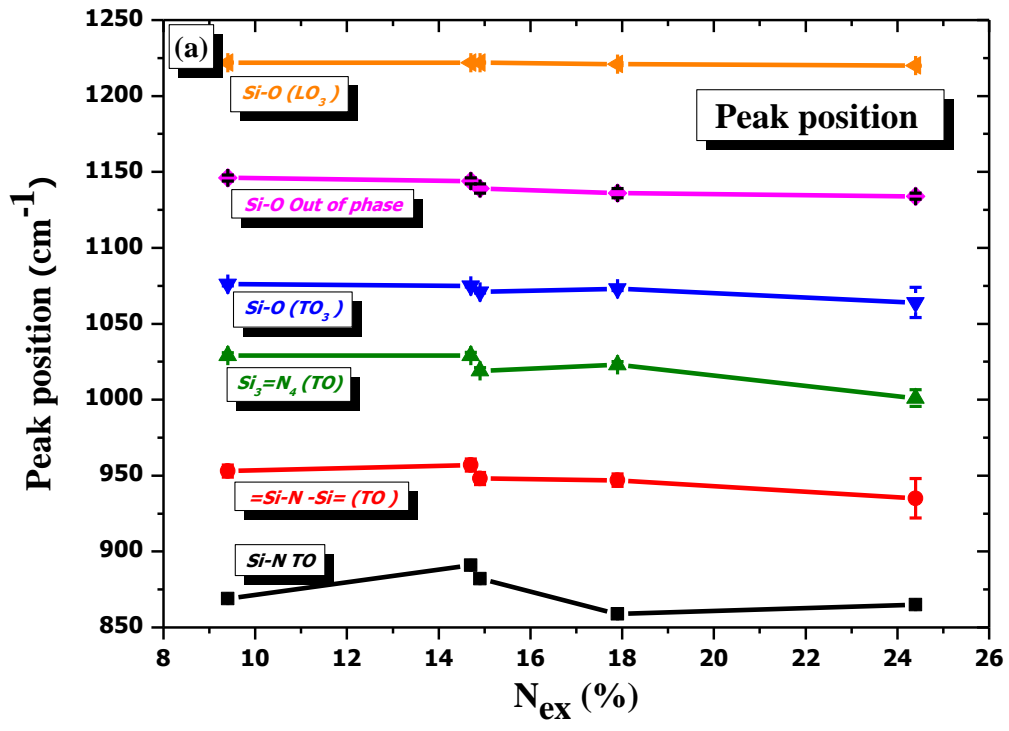 (a)
Peak position
Si-O (LO3 )
Si-O Out of phase
Si-O (TO3 )
Si3=N4 (TO)
=Si-N -Si= (TO )
Si-N TO
Peak position (cm-1)
1250
1200
1150
1100
1050
1000
950
900
850
8 10 12 14 16 18 20 22 24 26
Nex (%)